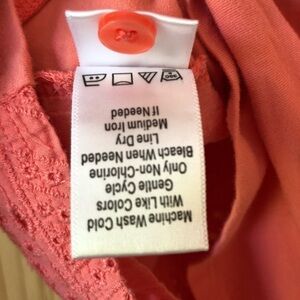 Machine Wash Cold
With Like Colors
Gentle Cycle
Only Non-Chlorine
Bleach When Needed
Line Dry
Medium Iron
If Needed